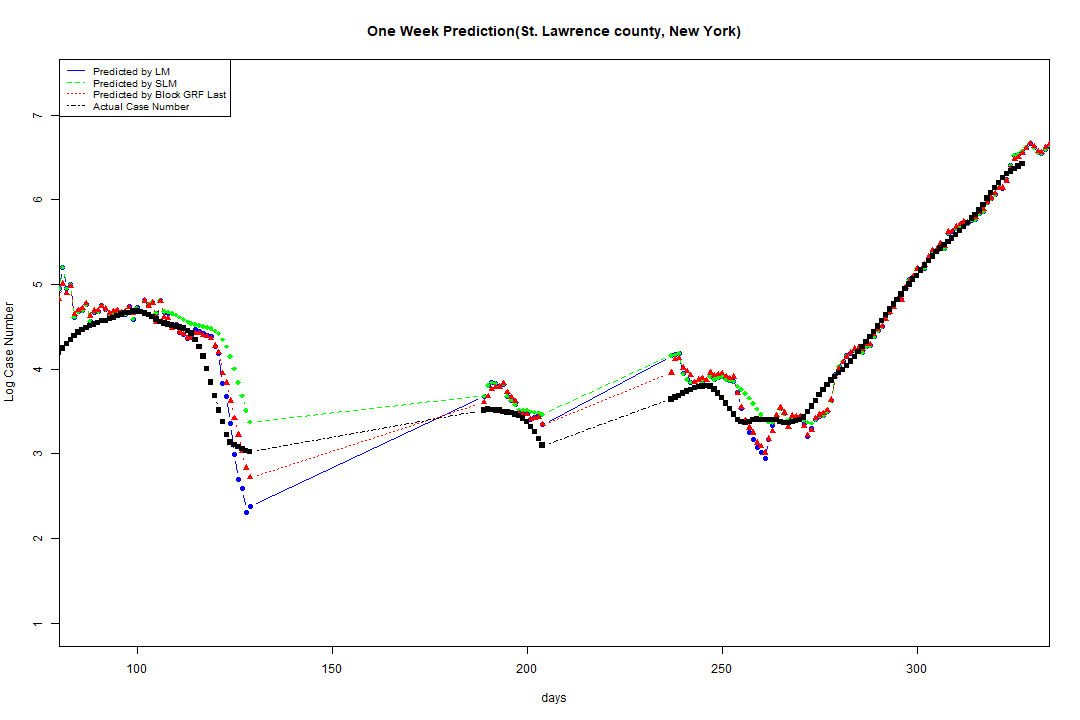 One Week Prediction(St. Lawrence county, New York)
Predicted by LM
Predicted by SLM
Predicted by Block GRF Last
Actual Case Number
7
6
5
4
3
2
1
Log Case Number
100 150 200 250 300
days